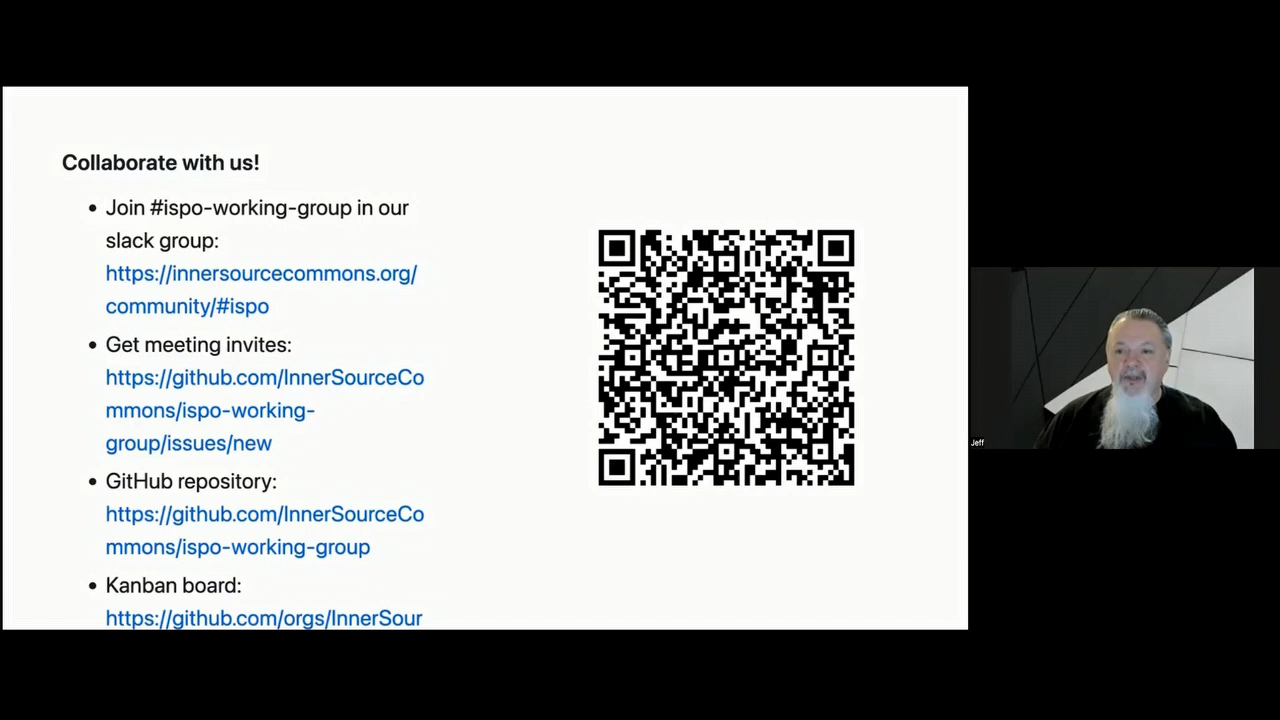 Collaborate with us!
• Join #ispo-working-group in our
slack group:
https://innersourcecommons.org/
community/#ispo
• Get meeting invites:
https://github.com/InnerSourceCo
mmons/ispo-working-
group/issues/new
• GitHub repository:
https://github.com/InnerSourceCo
mmons/ispo-working-group
• Kanban board:
https://github.com/orgs/InnerSour
Jeff